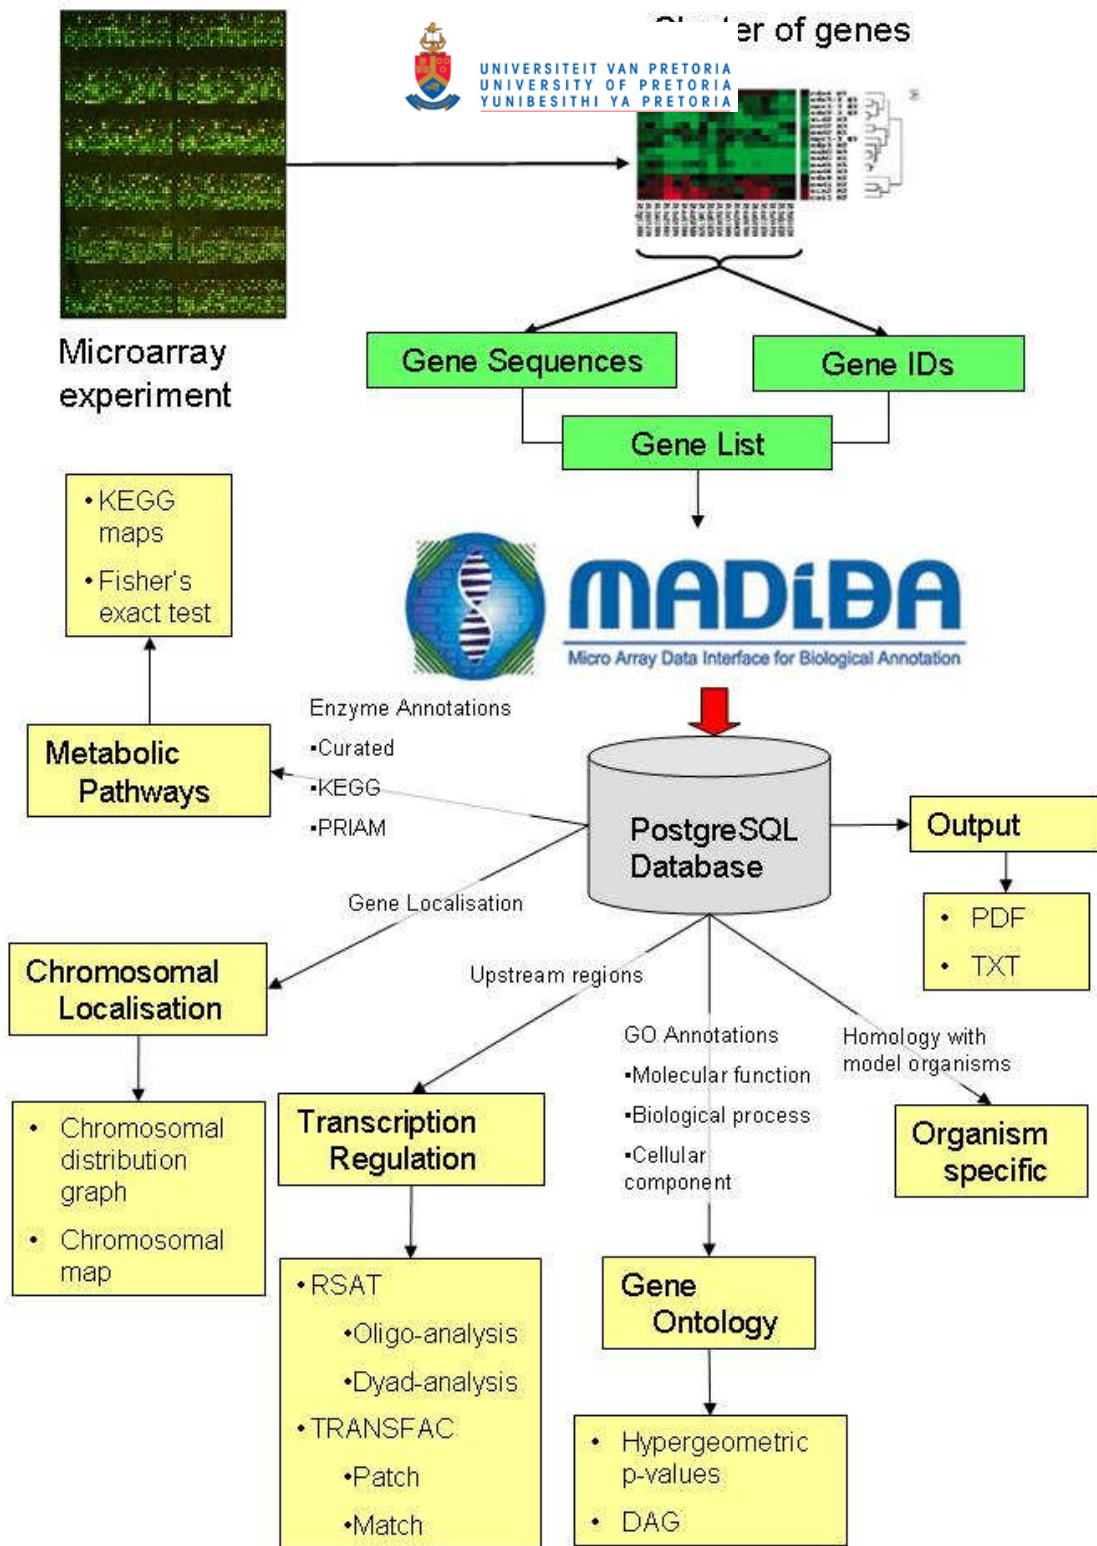 er of genes
UNIVERSITEIT VAN PRETORIA
UNIVERSITY OF PRETORIA
YUNIBESITHI YA PRETORIA
Microarray
experiment
Gene Sequences
Gene IDs
Gene List
• KEGG
maps
• Fisher's
exact test
MADiBA
Micro Array Data Interface for Biological Annotation
Enzyme Annotations
▪Curated
▪KEGG
▪PRIAM
Metabolic
Pathways
PostgreSQL
Database
Output
• PDF
• TXT
Gene Localisation
Chromosomal
Localisation
Upstream regions
GO Annotations
▪Molecular function
▪Biological process
▪Cellular
component
Homology with
model organisms
• Chromosomal
distribution
graph
• Chromosomal
map
Transcription
Regulation
Organism
specific
• RSAT
•Oligo-analysis
•Dyad-analysis
• TRANSFAC
•Patch
•Match
Gene
Ontology
• Hypergeometric
p-values
• DAG